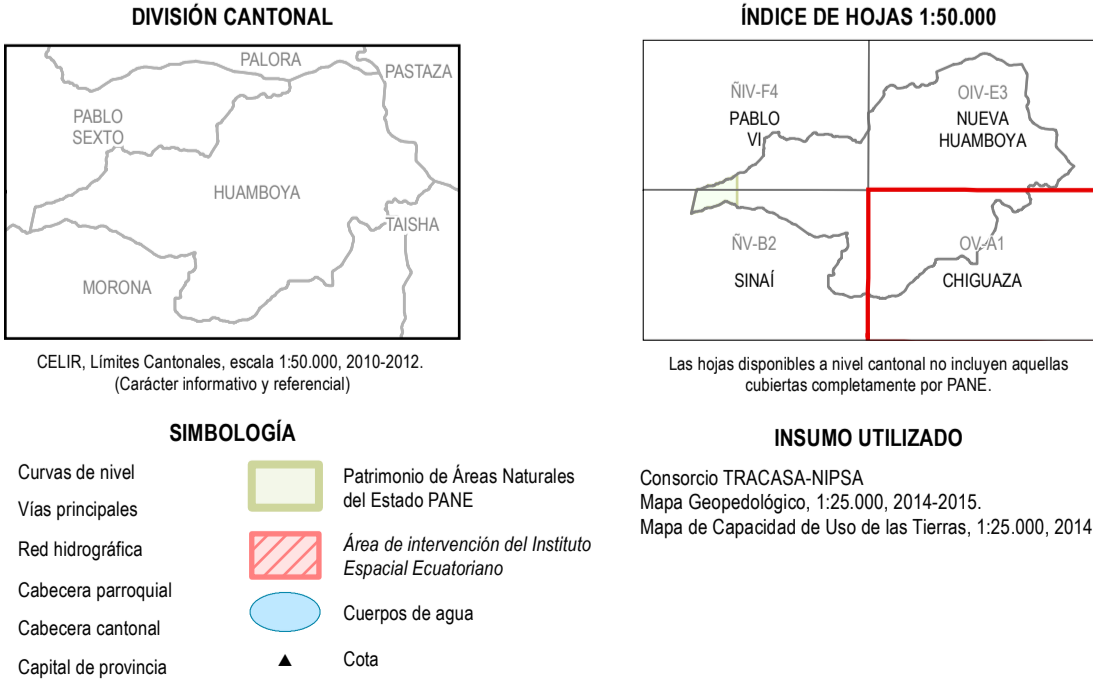 DIVISIÓN CANTONAL
PALORA
PASTAZA
PABLO
SEXTO
HUAMBOYA
TAISHA
MORONA
CELIR, Límites Cantonales, escala 1:50.000, 2010-2012.
(Carácter informativo y referencial)
ÍNDICE DE HOJAS 1:50.000
ÑIV-F4
PABLO
VI
OIV-E3
NUEVA
HUAMBOYA
ÑV-B2
SINAÍ
OV-A1
CHIGUAZA
Las hojas disponibles a nivel cantonal no incluyen aquellas
cubiertas completamente por PANE.
SIMBOLOGÍA
Curvas de nivel
Vías principales
Red hidrográfica
Cabecera parroquial
Cabecera cantonal
Capital de provincia
Patrimonio de Áreas Naturales
del Estado PANE
Área de intervención del Instituto
Espacial Ecuatoriano
Cuerpos de agua
Cota
INSUMO UTILIZADO
Consorcio TRACASA-NIPSA
Mapa Geopedológico, 1:25.000, 2014-2015.
Mapa de Capacidad de Uso de las Tierras, 1:25.000, 2014